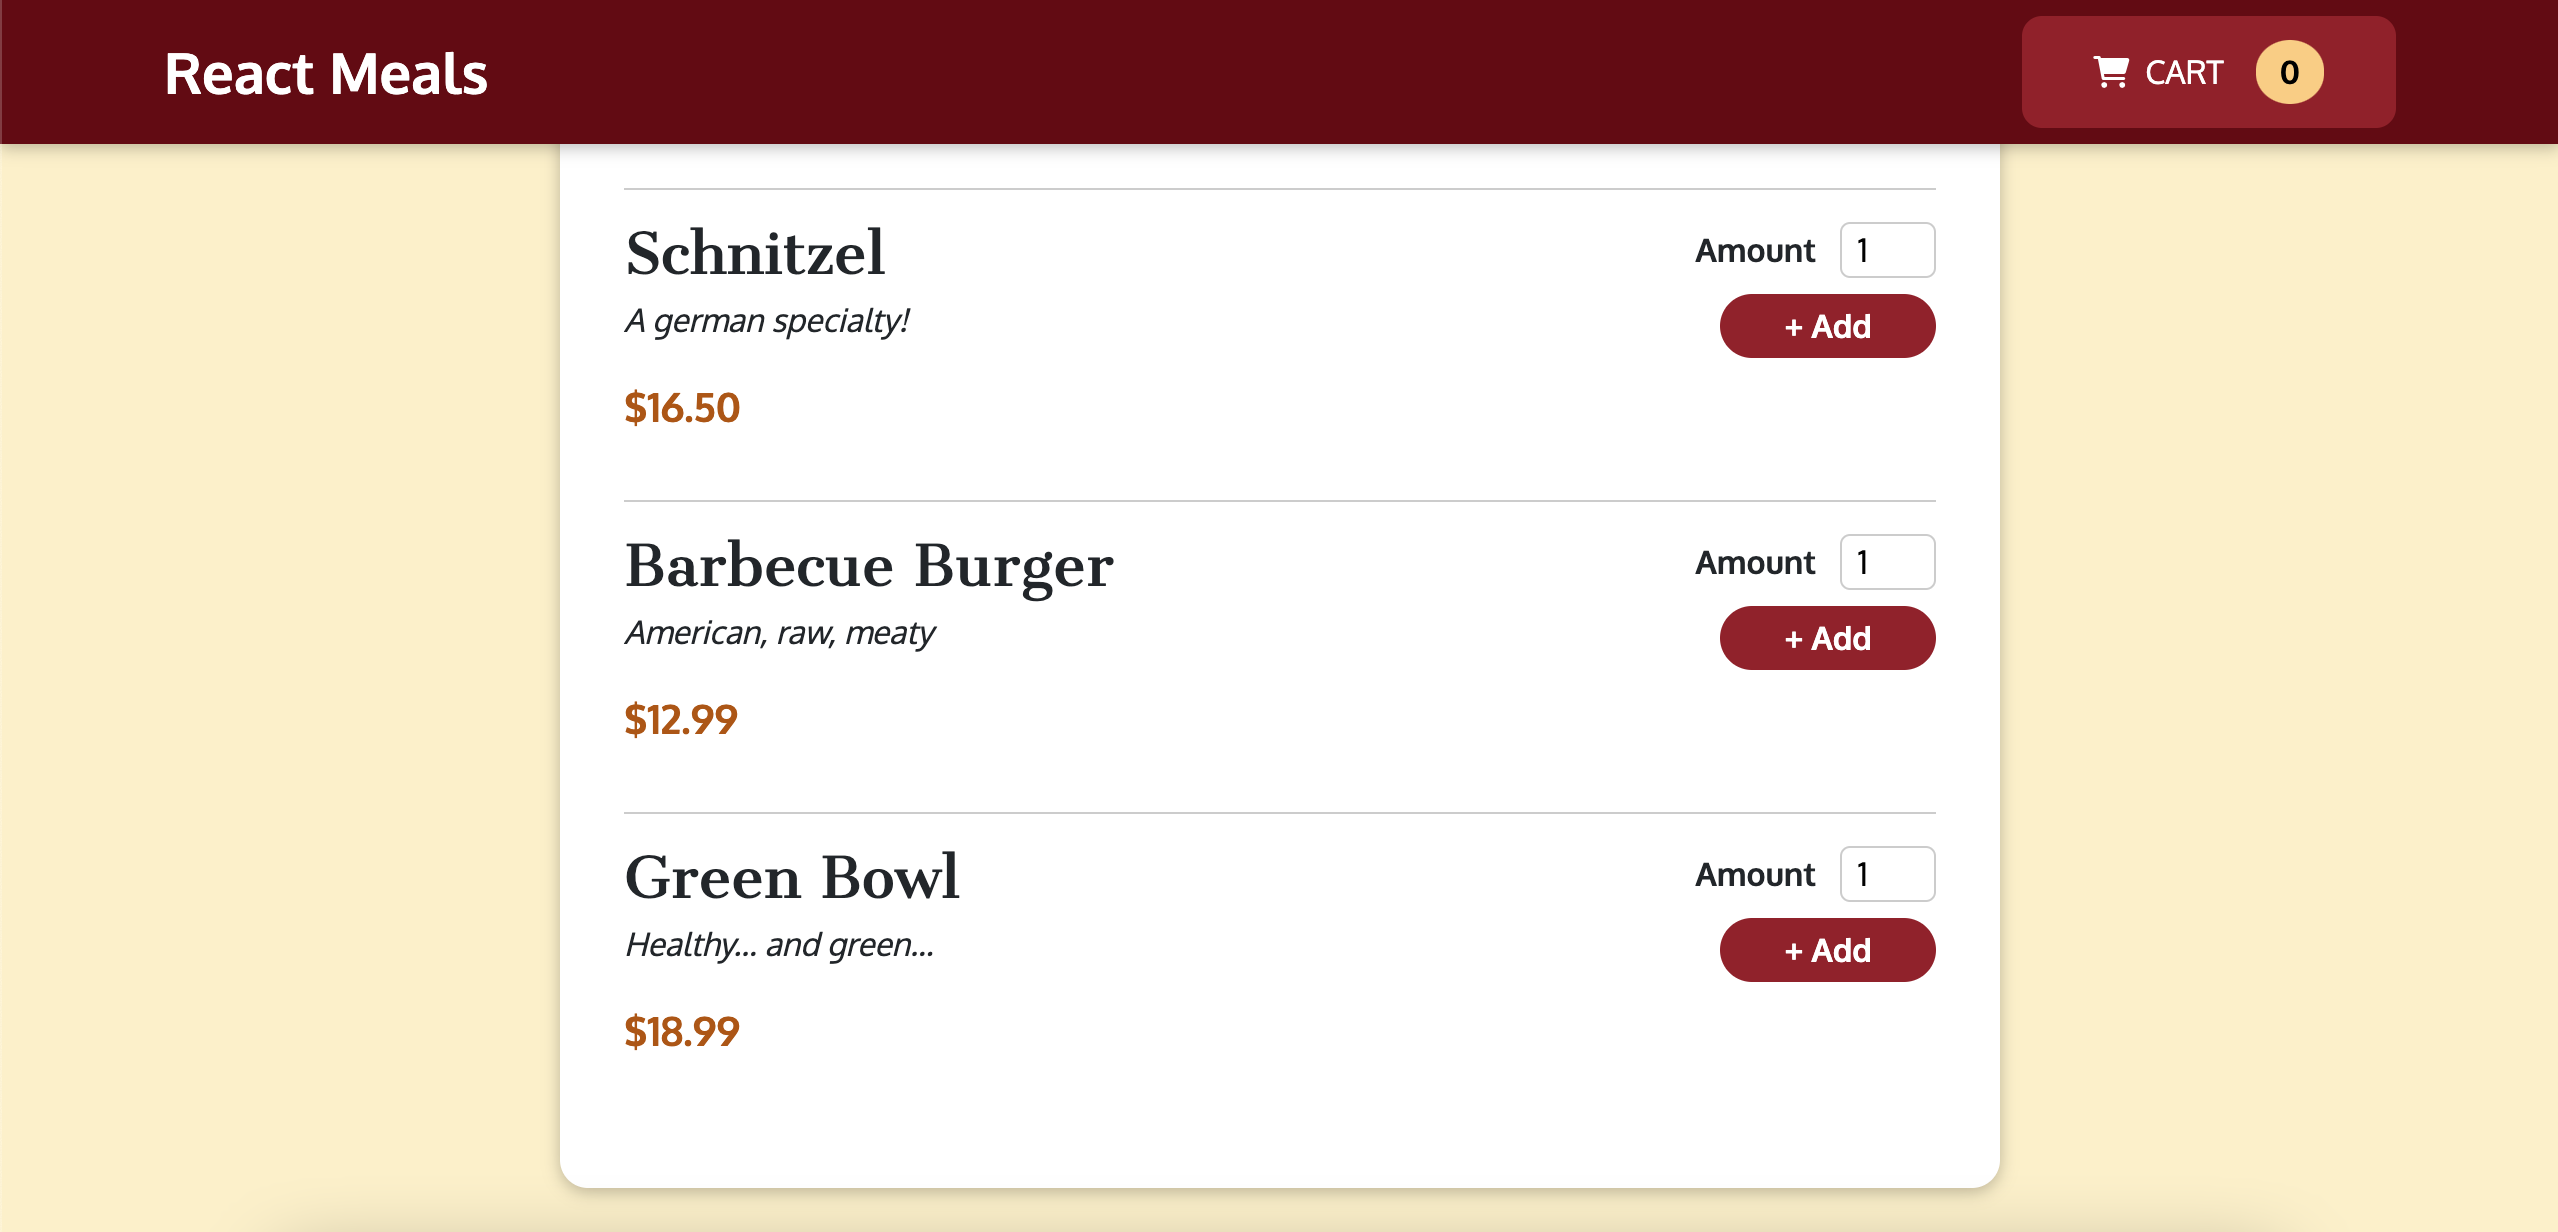 React Meals
CART 0
Schnitzel
Amount 1
A german specialty!
+ Add
$16.50
Barbecue Burger
Amount 1
American, raw, meaty
+ Add
$12.99
Green Bowl
Amount 1
Healthy... and green...
+ Add
$18.99